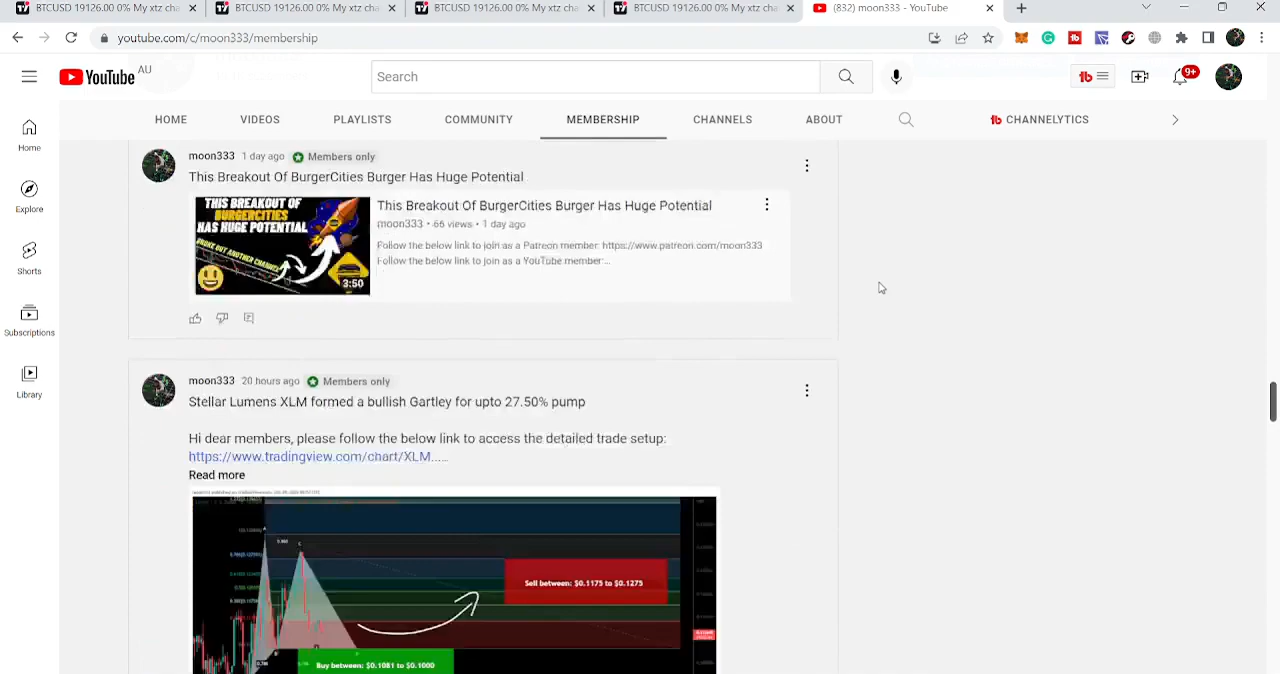 BTCUSD 19126.00 0% My xtz cha
BTCUSD 19126.00 0% My xtz cha
BTCUSD 19126.00 0% My xtz cha
BTCUSD 19126.00 0% My xtz cha
(832) moon333 - YouTube
youtube.com/c/moon333/membership
YouTube AU
Search
9+
HOME
VIDEOS
PLAYLISTS
COMMUNITY
MEMBERSHIP
CHANNELS
ABOUT
CHANNELYTICS
Home
Explore
Shorts
Subscriptions
Library
moon333 1 day ago Members only
This Breakout Of BurgerCities Burger Has Huge Potential
THIS BREAKOUT OF
BURGERCITIES
HAS HUGE POTENTIAL
BROKE OUT ANOTHER CHANNEL
3:50
This Breakout Of BurgerCities Burger Has Huge Potential
moon333 • 66 views • 1 day ago
Follow the below link to join as a Patreon member: https://www.patreon.com/moon333
Follow the below link to join as a YouTube member:...
moon333 20 hours ago Members only
Stellar Lumens XLM formed a bullish Gartley for upto 27.50% pump
Hi dear members, please follow the below link to access the detailed trade setup:
https://www.tradingview.com/chart/XLM......
Read more
Sell between: $0.1175 to $0.1275
Buy between: $0.1081 to $0.1000